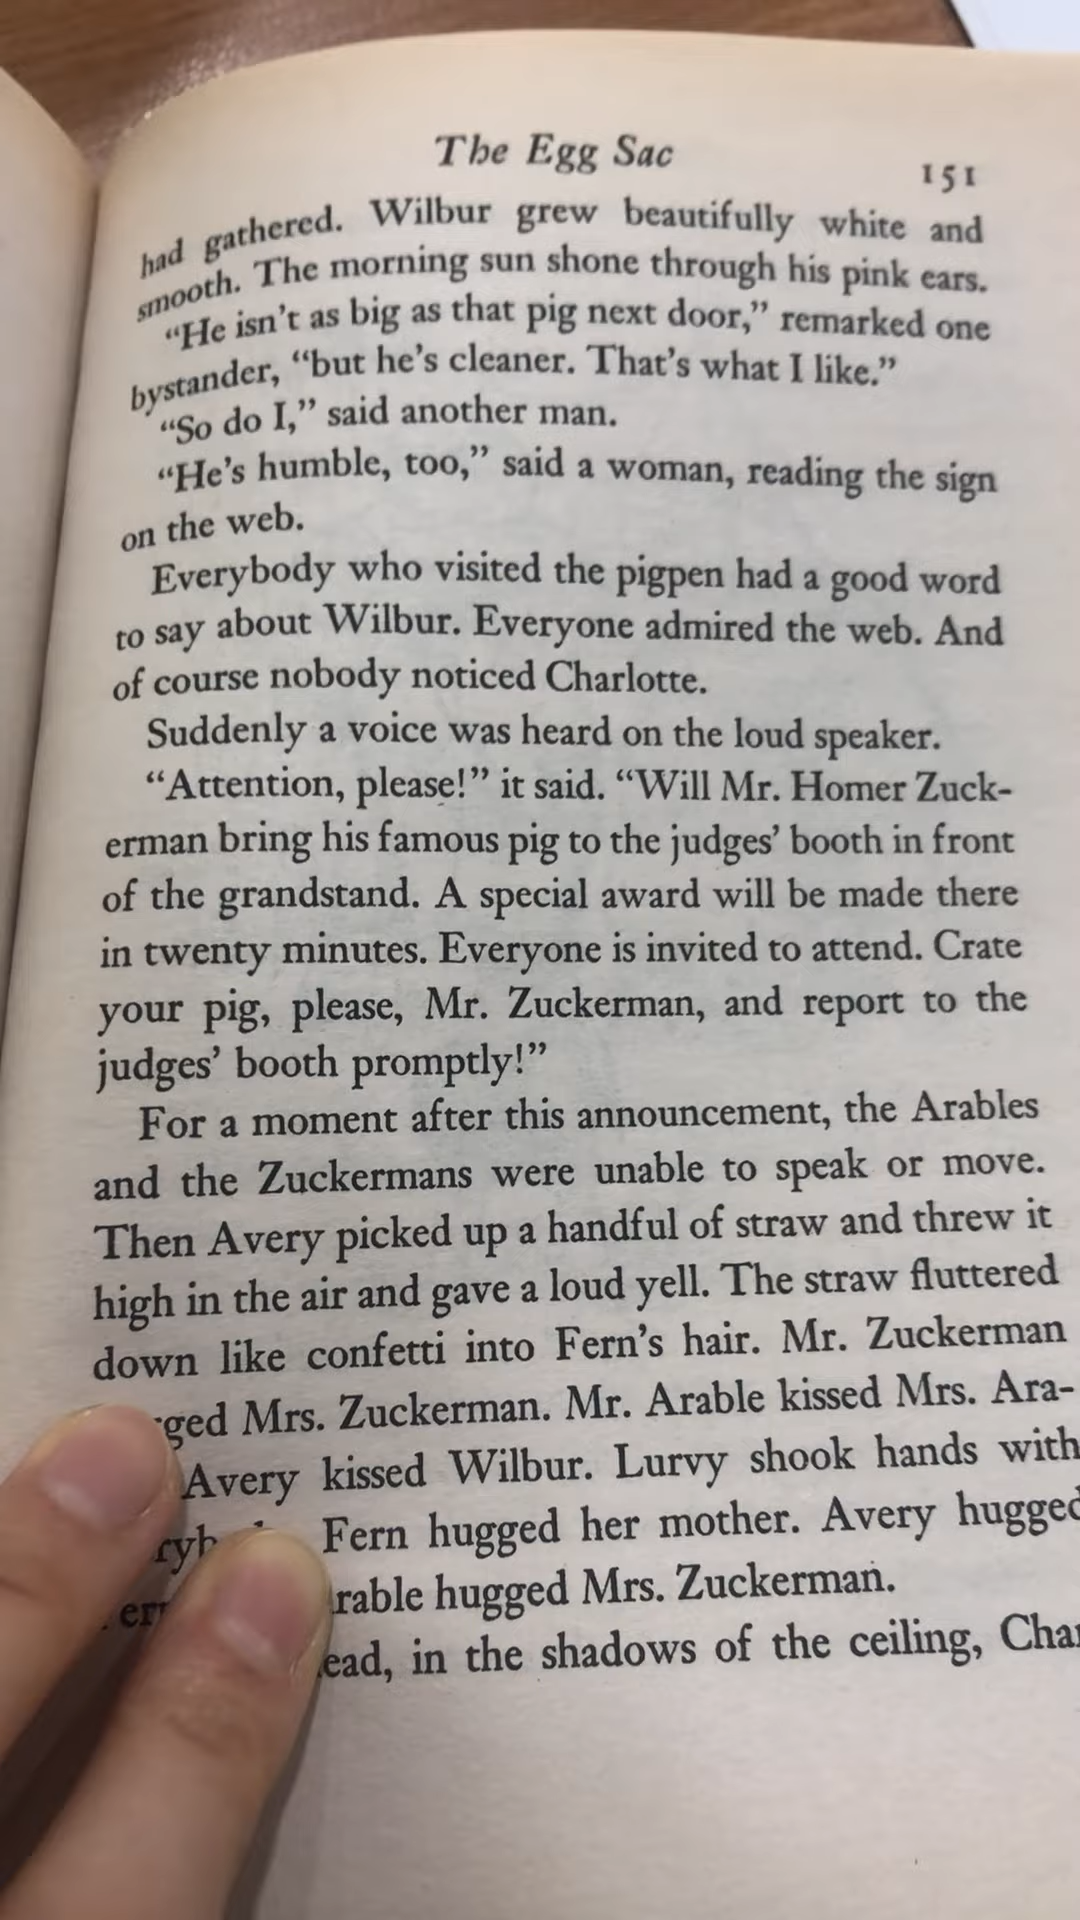 The Egg Sac
151
had gathered. Wilbur grew beautifully white and
smooth. The morning sun shone through his pink ears.
“He isn’t as big as that pig next door,” remarked one
bystander, “but he’s cleaner. That’s what I like.”
“So do I,” said another man.
“He’s humble, too,” said a woman, reading the sign
on the web.
Everybody who visited the pigpen had a good word
to say about Wilbur. Everyone admired the web. And
of course nobody noticed Charlotte.
Suddenly a voice was heard on the loud speaker.
“Attention, please!” it said. “Will Mr. Homer Zuck-
erman bring his famous pig to the judges’ booth in front
of the grandstand. A special award will be made there
in twenty minutes. Everyone is invited to attend. Crate
your pig, please, Mr. Zuckerman, and report to the
judges’ booth promptly!”
For a moment after this announcement, the Arables
and the Zuckermans were unable to speak or move.
Then Avery picked up a handful of straw and threw it
high in the air and gave a loud yell. The straw fluttered
down like confetti into Fern’s hair. Mr. Zuckerman
Mrs. Zuckerman. Mr. Arable kissed Mrs. Ara-
Avery kissed Wilbur. Lurvy shook hands with
Fern hugged her mother. Avery hugged
hugged Mrs. Zuckerman.
in the shadows of the ceiling,